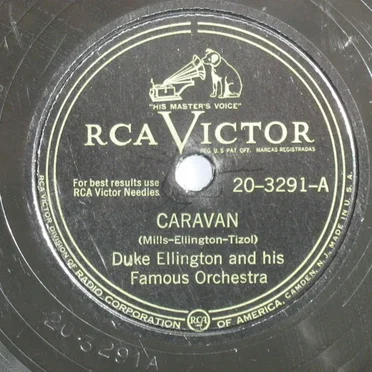 "HIS MASTER'S VOICE"
RCA VICTOR
REG. U.S. PAT. OFF. MARCAS REGISTRADAS
For best results use
RCA Victor Needles
20-3291-A
CARAVAN
(Mills-Ellington-Tizol)
Duke Ellington and his
Famous Orchestra
RCA VICTOR DIVISION OF RADIO CORPORATION RCA OF AMERICA, CAMDEN, N.J. MADE IN U.S.A.
20-3291A